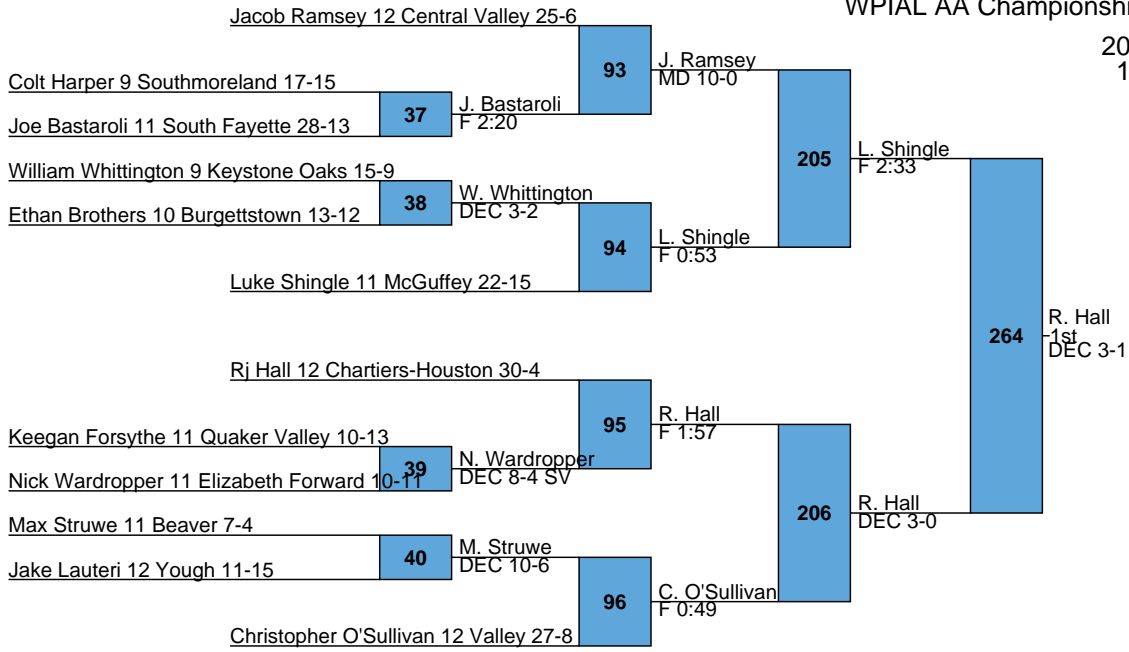 Jacob Ramsey 12 Central Valley 25-6
WPIAL AA Championshi
20
1
93
J. Ramsey
MD 10-0
Colt Harper 9 Southmoreland 17-15
37
J. Bastaroli
F 2:20
Joe Bastaroli 11 South Fayette 28-13
205
L. Shingle
F 2:33
William Whittington 9 Keystone Oaks 15-9
38
W. Whittington
DEC 3-2
Ethan Brothers 10 Burgettstown 13-12
94
L. Shingle
F 0:53
Luke Shingle 11 McGuffey 22-15
264
R. Hall
1st
DEC 3-1
Rj Hall 12 Chartiers-Houston 30-4
95
R. Hall
F 1:57
Keegan Forsythe 11 Quaker Valley 10-13
39
N. Wardropper
DEC 8-4 SV
Nick Wardropper 11 Elizabeth Forward 10-11
206
R. Hall
DEC 3-0
Max Struwe 11 Beaver 7-4
40
M. Struwe
DEC 10-6
Jake Lauteri 12 Yough 11-15
96
C. O'Sullivan
F 0:49
Christopher O'Sullivan 12 Valley 27-8